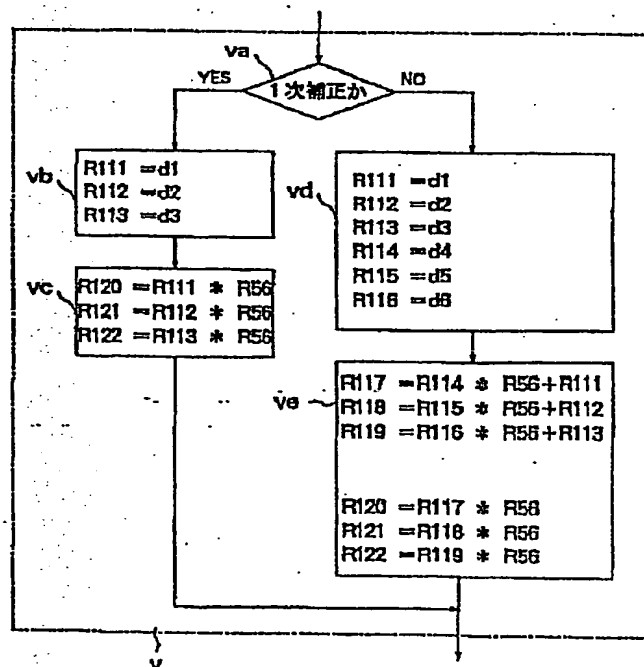 va
YES
1次補正か
NO
vb
R111 =d1
R112 =d2
R113 =d3
vc
R120 =R111 * R56
R121 =R112 * R56
R122 =R113 * R56
vd
R111 =d1
R112 =d2
R113 =d3
R114 =d4
R115 =d5
R116 =d6
ve
R117 =R114 * R56+R111
R118 =R115 * R56+R112
R119 =R116 * R56+R113
R120 =R117 * R56
R121 =R118 * R56
R122 =R119 * R56
v